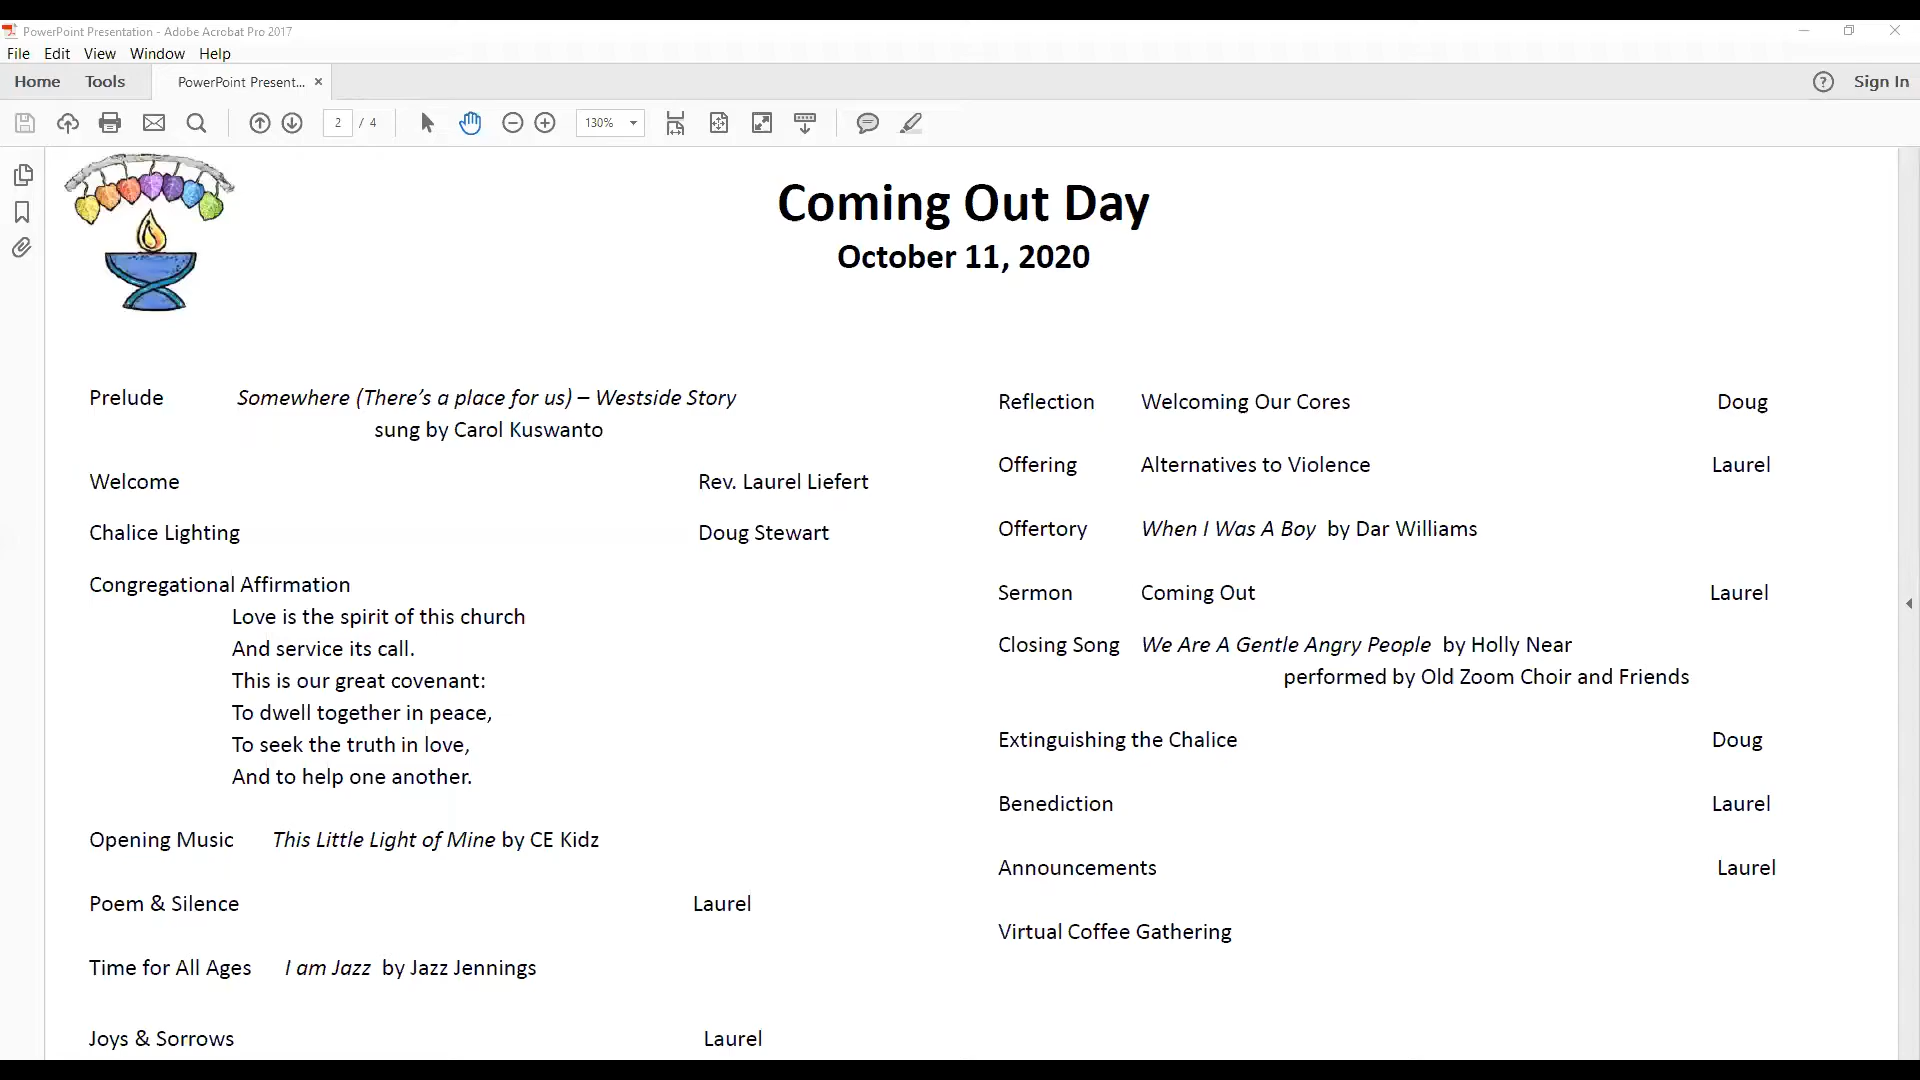 PowerPoint Presentation - Adobe Acrobat Pro 2017
File Edit View Window Help
Home Tools PowerPoint Present... × ? Sign In
2 / 4 130%
Coming Out Day
October 11, 2020
Prelude Somewhere (There’s a place for us) – Westside Story
sung by Carol Kuswanto
Welcome Rev. Laurel Liefert
Chalice Lighting Doug Stewart
Congregational Affirmation
Love is the spirit of this church
And service its call.
This is our great covenant:
To dwell together in peace,
To seek the truth in love,
And to help one another.
Opening Music This Little Light of Mine by CE Kidz
Poem & Silence Laurel
Time for All Ages I am Jazz by Jazz Jennings
Joys & Sorrows Laurel
Reflection Welcoming Our Cores Doug
Offering Alternatives to Violence Laurel
Offertory When I Was A Boy by Dar Williams
Sermon Coming Out Laurel
Closing Song We Are A Gentle Angry People by Holly Near
performed by Old Zoom Choir and Friends
Extinguishing the Chalice Doug
Benediction Laurel
Announcements Laurel
Virtual Coffee Gathering